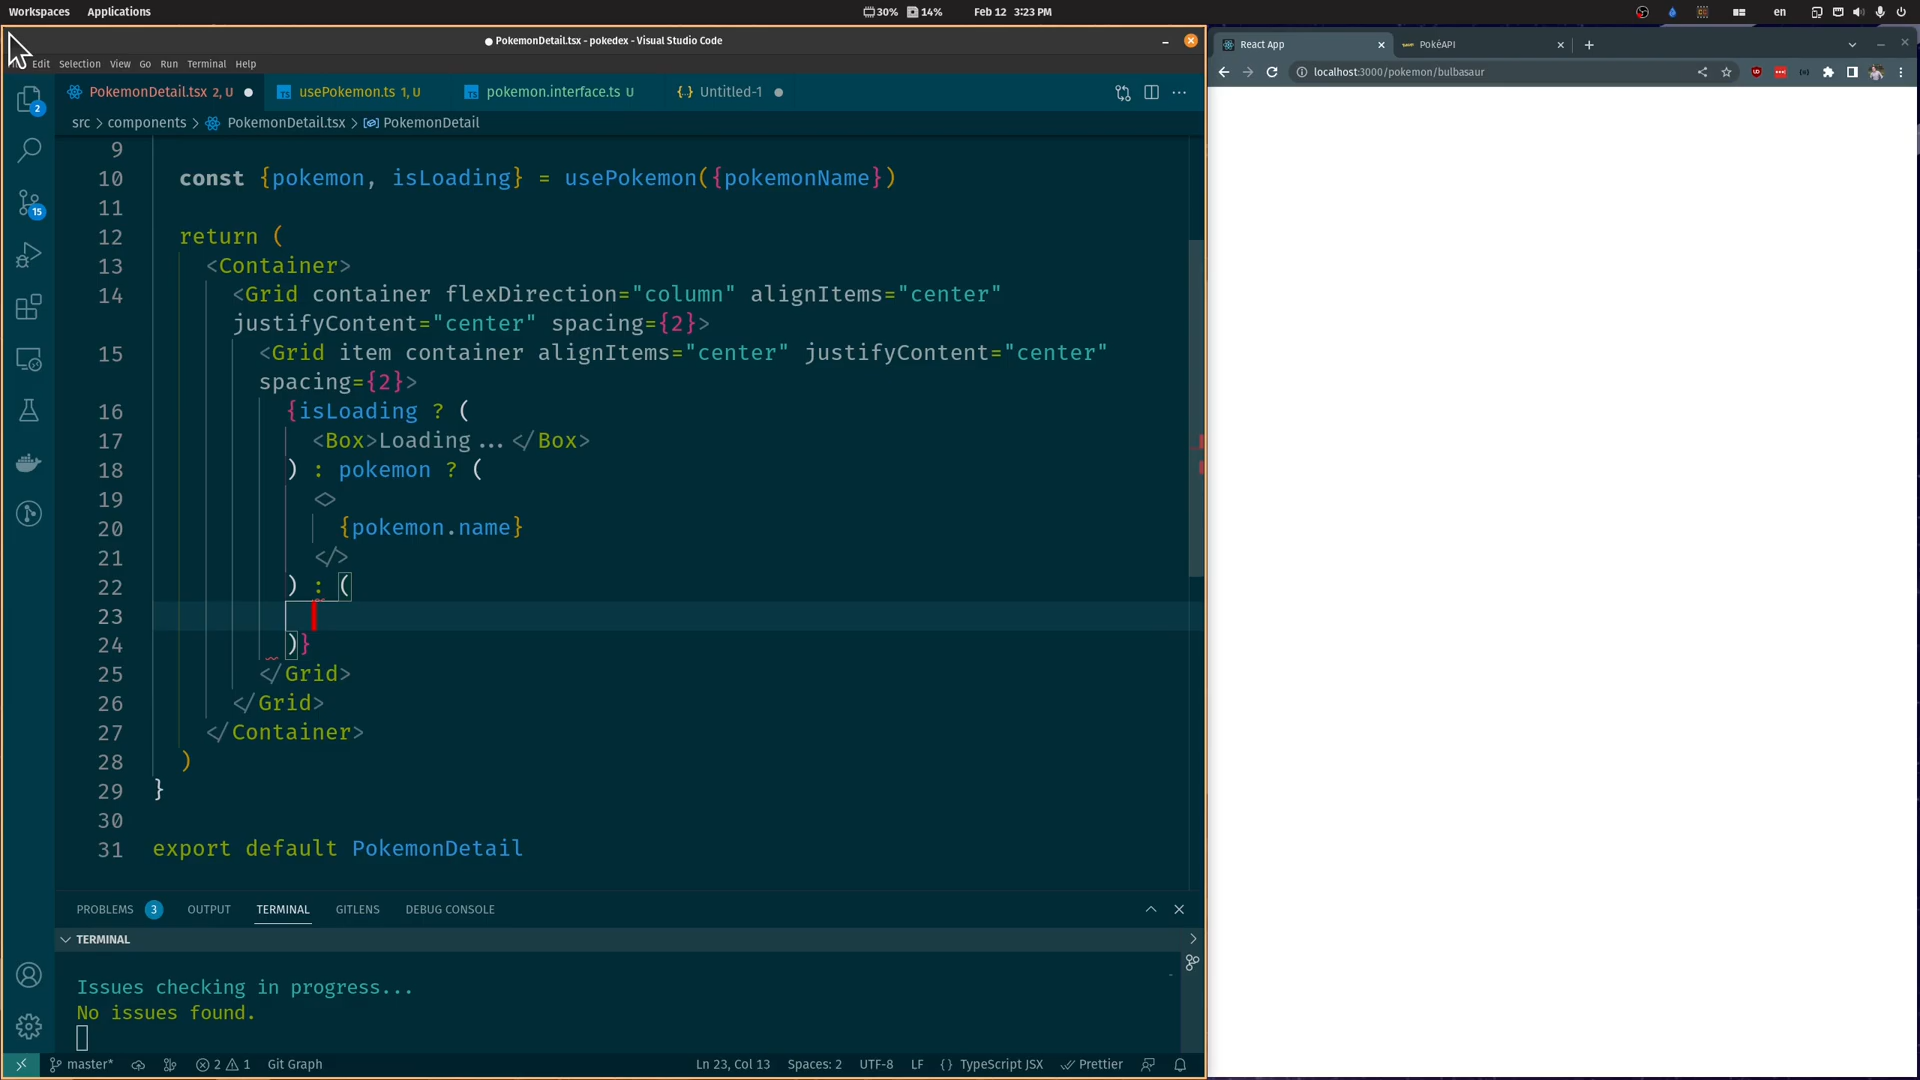 Workspaces Applications 30% 14% Feb 12 3:23 PM en
PokemonDetail.tsx - pokedex - Visual Studio Code
Edit Selection View Go Run Terminal Help
React App
PokéAPI
localhost:3000/pokemon/bulbasaur
PokemonDetail.tsx 2, U
usePokemon.ts 1, U
pokemon.interface.ts U
Untitled-1
src > components > PokemonDetail.tsx > PokemonDetail
2
15
9
10 const {pokemon, isLoading} = usePokemon({pokemonName})
11
12 return (
13 <Container>
14 <Grid container flexDirection="column" alignItems="center"
justifyContent="center" spacing={2}>
15 <Grid item container alignItems="center" justifyContent="center"
spacing={2}>
16 {isLoading ? (
17 <Box>Loading...</Box>
18 ) : pokemon ? (
19 <>
20 {pokemon.name}
21 </>
22 ) : (
23
24 )}
25 </Grid>
26 </Grid>
27 </Container>
28 )
29 }
30
31 export default PokemonDetail
PROBLEMS 3 OUTPUT TERMINAL GITLENS DEBUG CONSOLE
TERMINAL
Issues checking in progress...
No issues found.
master* 2 1 Git Graph Ln 23, Col 13 Spaces: 2 UTF-8 LF {} TypeScript JSX Prettier